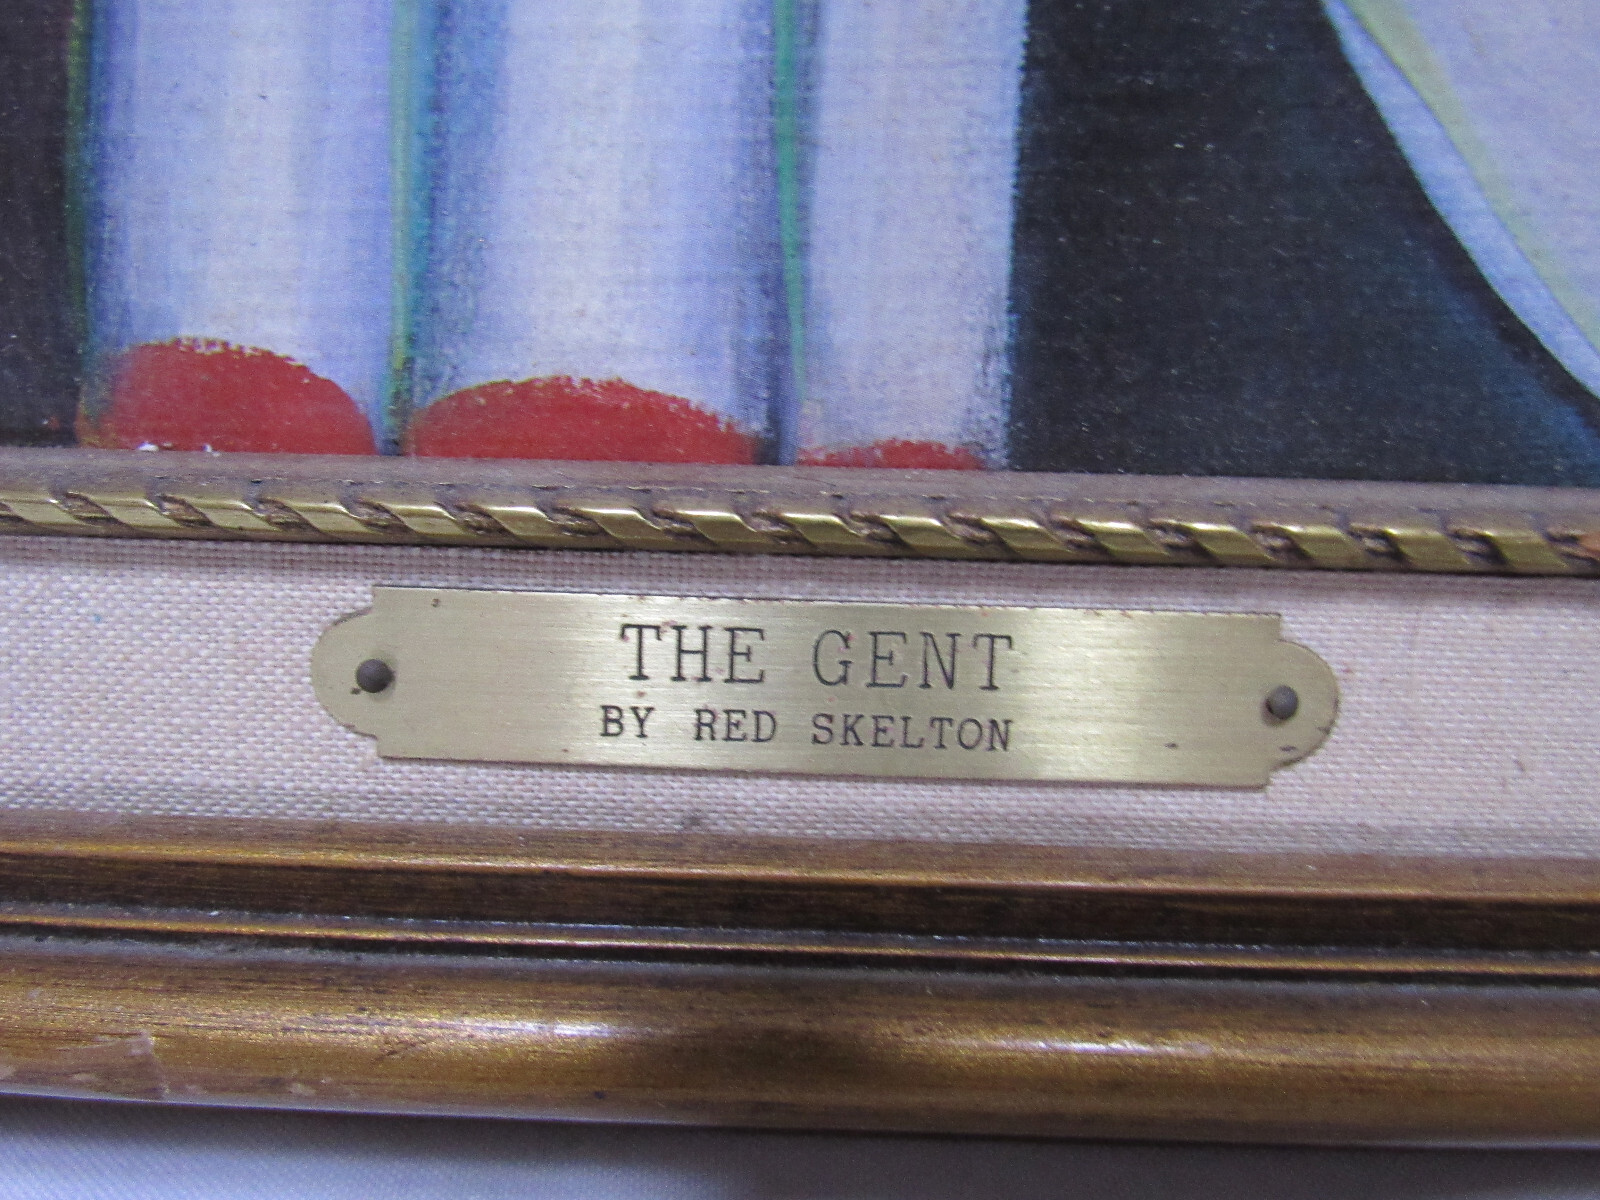 THE GENT
BY RED SKELTON